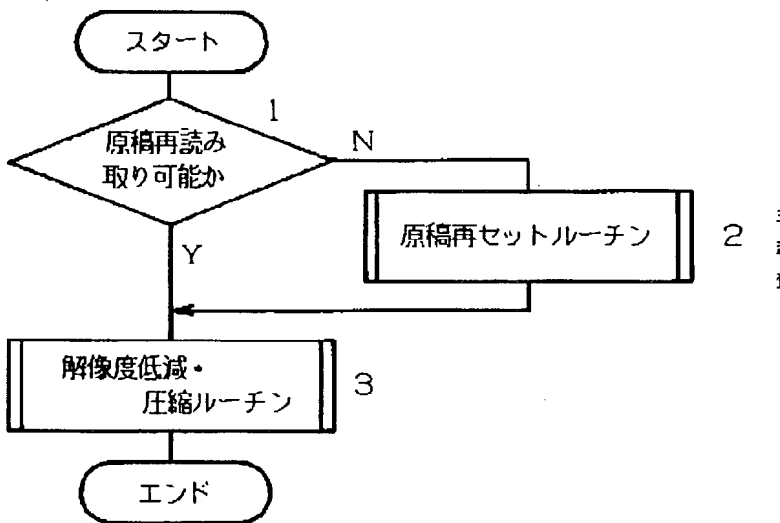 スタート
1
原稿再読み
取り可能か
N
原稿再セットルーチン
2
Y
解像度低減・
圧縮ルーチン
3
エンド